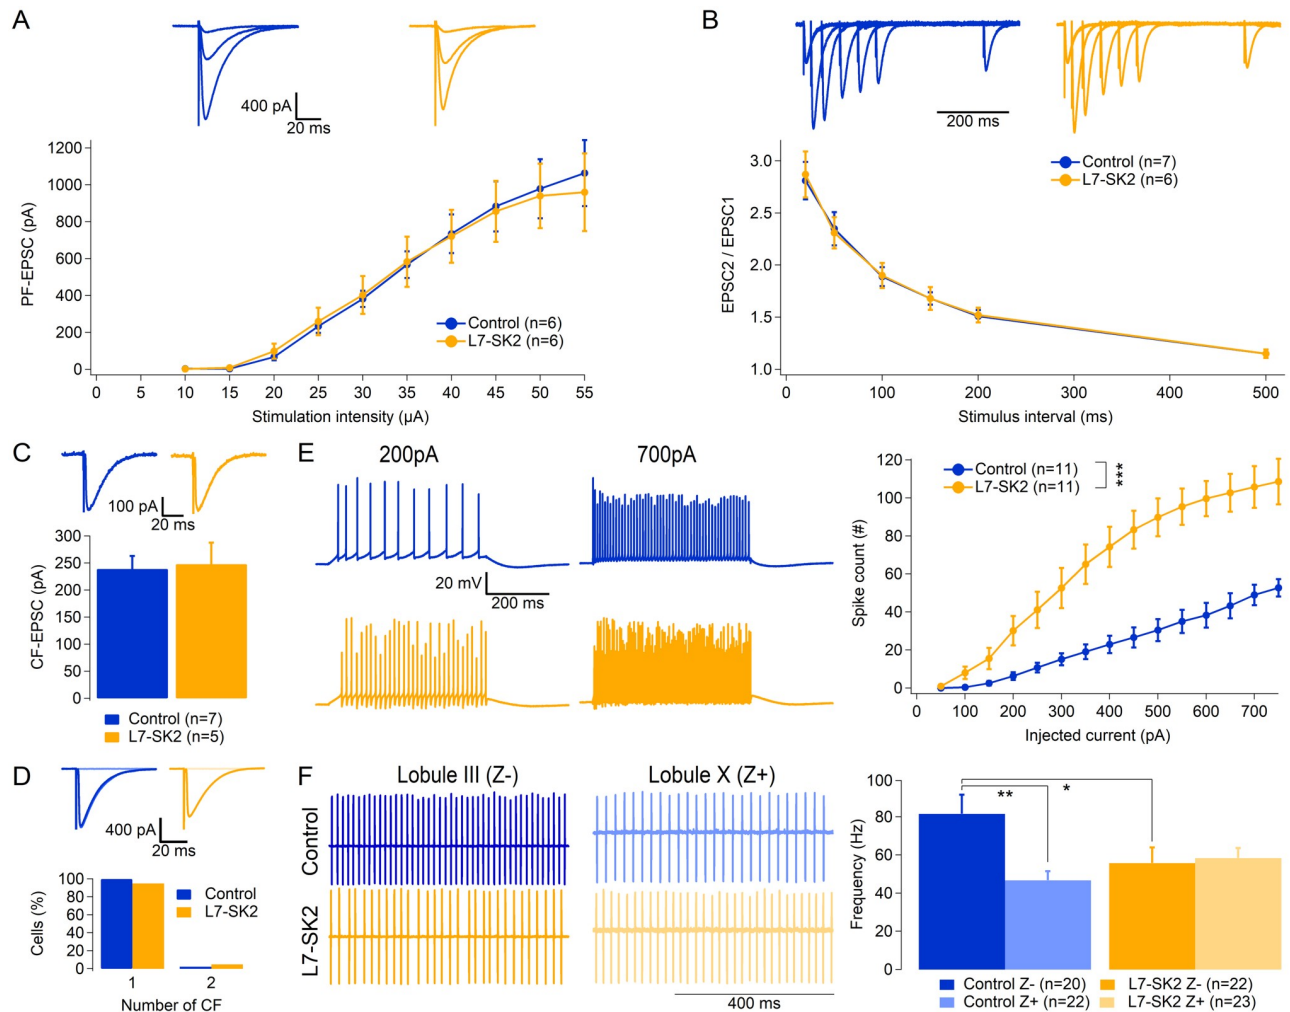 A
400 pA
20 ms
PF-EPSC (pA)
1200
1000
800
600
400
200
0
0 5 10 15 20 25 30 35 40 45 50 55
Stimulation intensity (µA)
Control (n=6)
L7-SK2 (n=6)
B
200 ms
EPSC2 / EPSC1
3.0
2.5
2.0
1.5
1.0
0 100 200 300 400 500
Stimulus interval (ms)
Control (n=7)
L7-SK2 (n=6)
C
100 pA
20 ms
CF-EPSC (pA)
300
250
200
150
100
50
0
Control (n=7)
L7-SK2 (n=5)
D
400 pA
20 ms
Cells (%)
100
80
60
40
20
0
1 2
Number of CF
Control
L7-SK2
E
200pA 700pA
20 mV
200 ms
Spike count (#)
120
100
80
60
40
20
0
0 100 200 300 400 500 600 700
Injected current (pA)
Control (n=11)
L7-SK2 (n=11)
***
F
Lobule III (Z-) Lobule X (Z+)
Control
L7-SK2
400 ms
Frequency (Hz)
100
80
60
40
20
0
** *
Control Z- (n=20) L7-SK2 Z- (n=22)
Control Z+ (n=22) L7-SK2 Z+ (n=23)